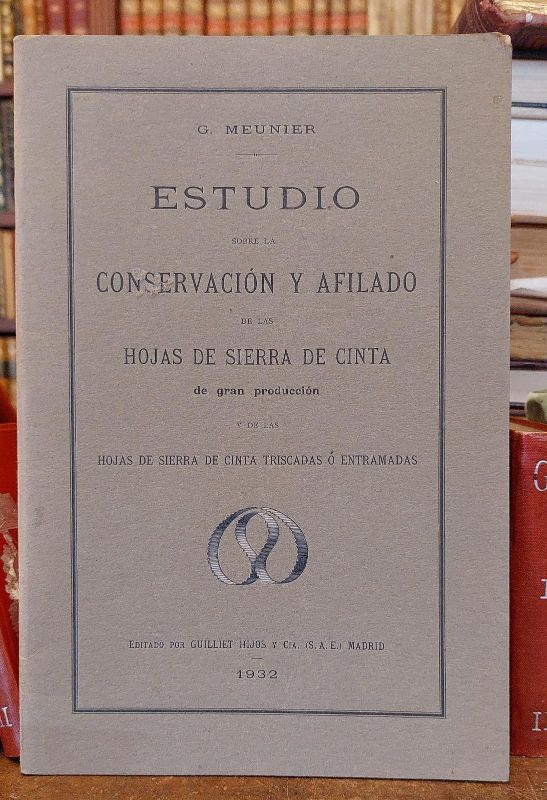 G. MEUNIER
ESTUDIO
SOBRE LA
CONSERVACIÓN Y AFILADO
DE LAS
HOJAS DE SIERRA DE CINTA
de gran producción
Y DE LAS
HOJAS DE SIERRA DE CINTA TRISCADAS Ó ENTRAMADAS
EDITADO POR GUILLIET HIJOS Y CIA. (S. A. E.) MADRID
1932